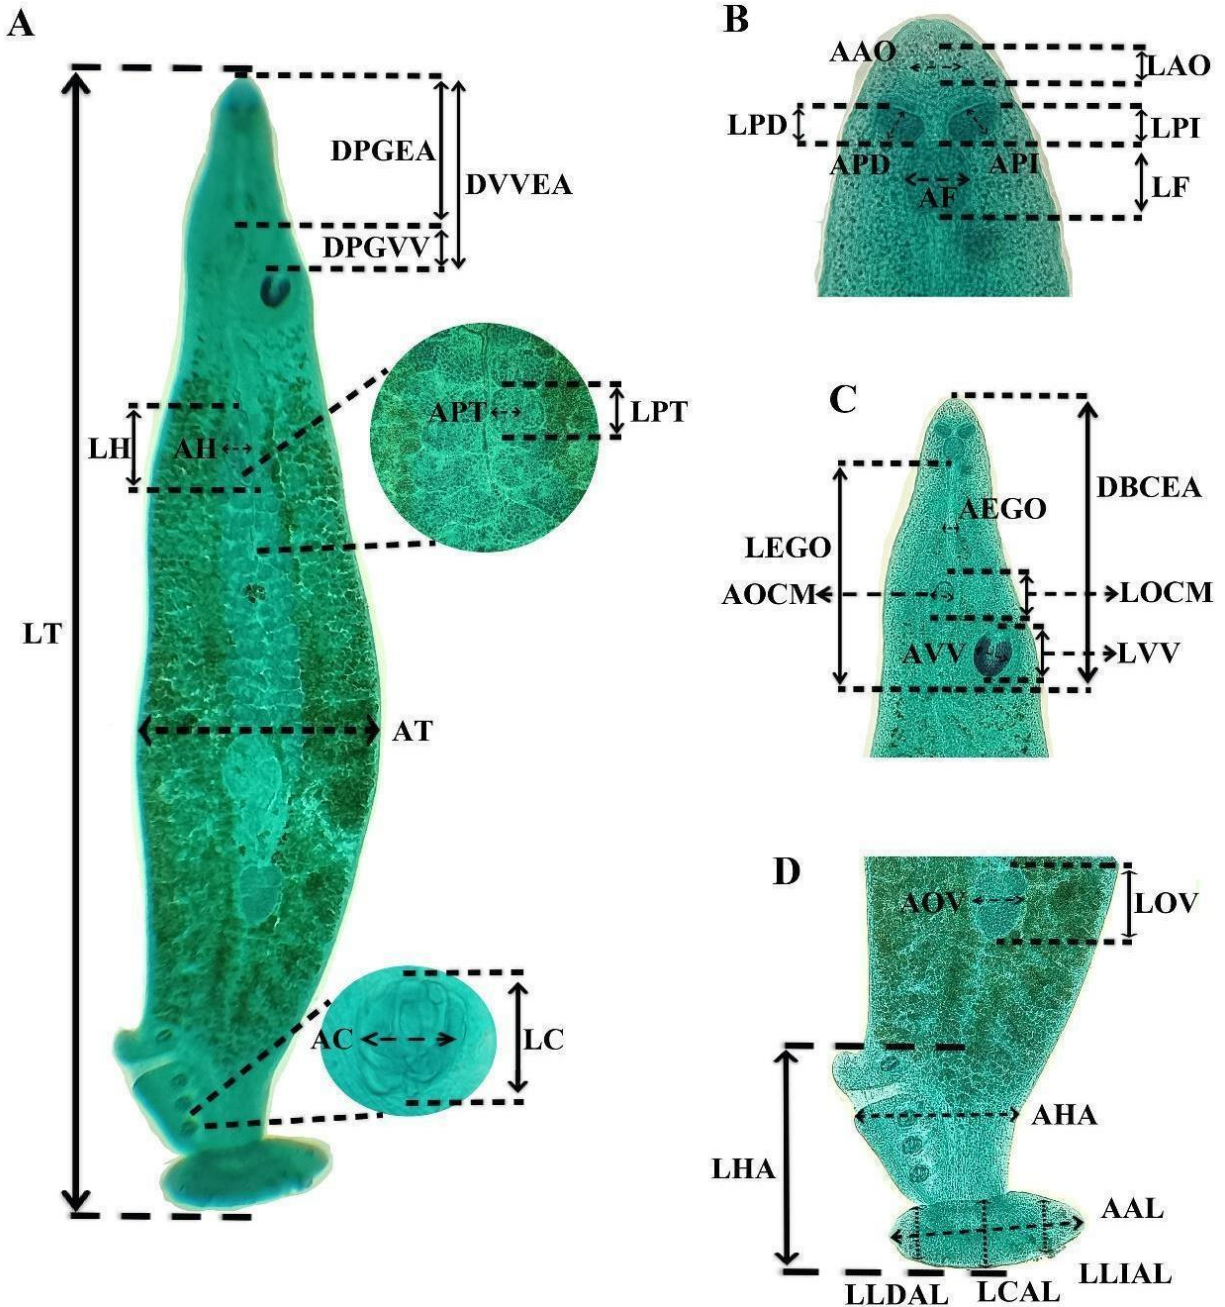 A
DPGEA
DVVEA
DPGVV
APT
LPT
LH
AH
LT
AT
AC
LC
B
AAO
LAO
LPD
LPI
APD
API
AF
LF
C
DBCEA
AEGO
LEGO
AOCM
LOCM
AVV
LVV
D
AOV
LOV
AHA
LHA
AAL
LLIAL
LLDAL
LCAL